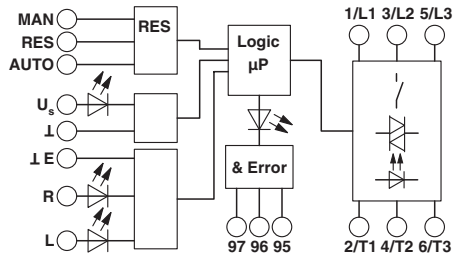 MAN
RES
AUTO
RES
Us
⊥
⊥ E
R
L
Logic
µP
& Error
97 96 95
1/L1 3/L2 5/L3
2/T1 4/T2 6/T3